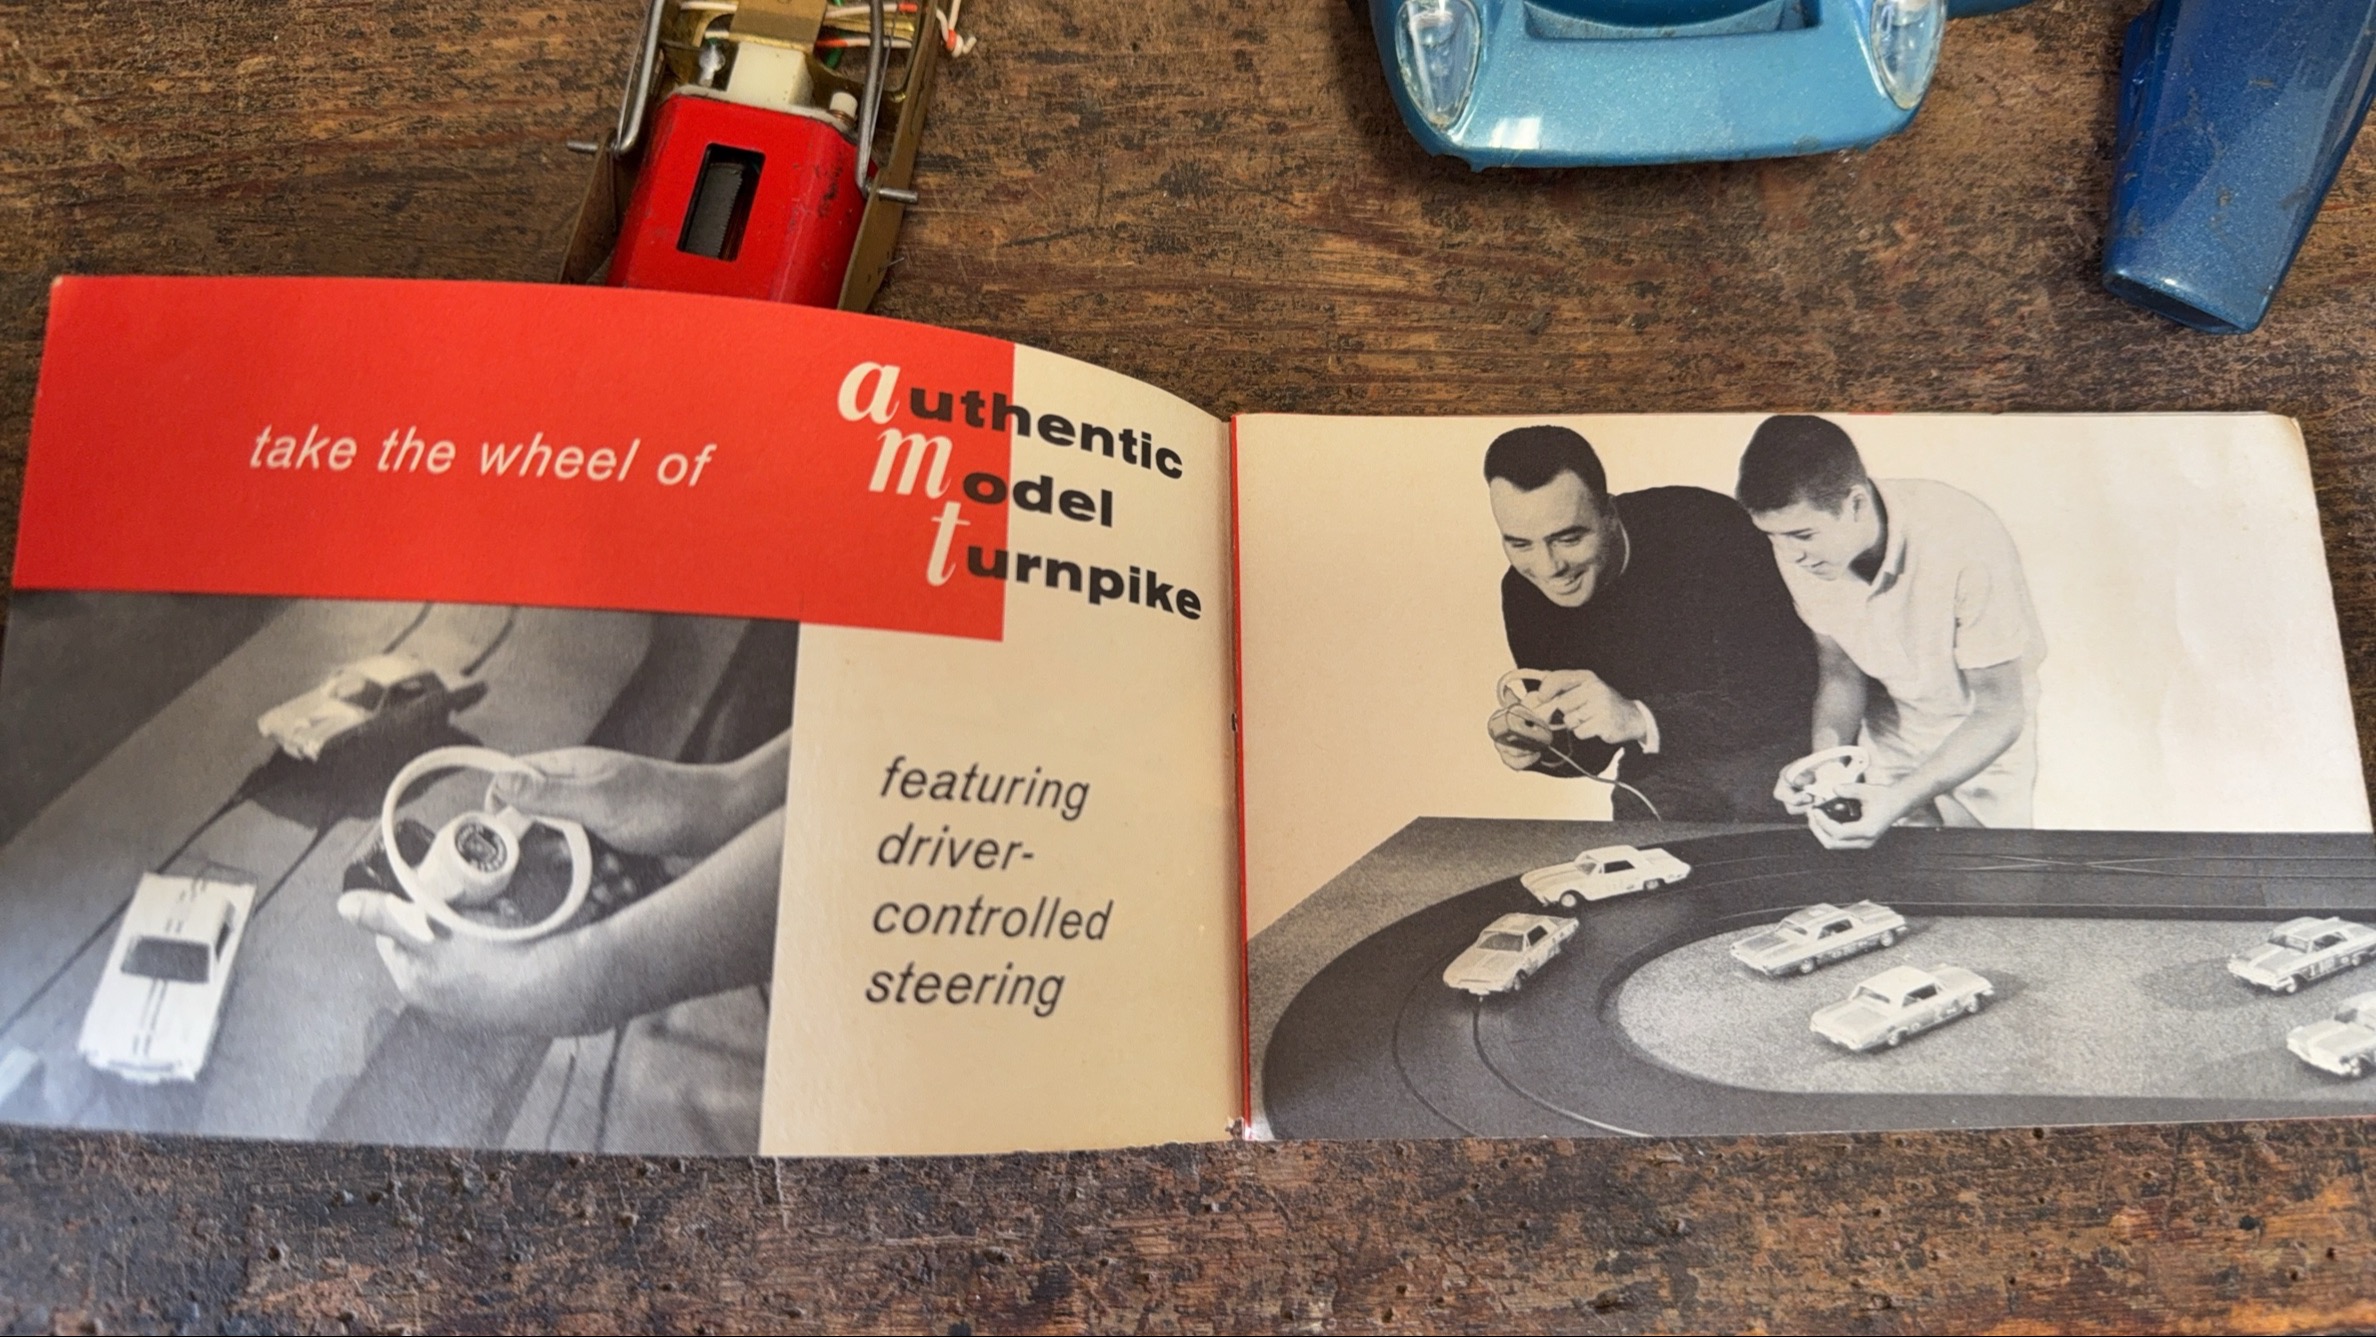 take the wheel of
authentic
model
turnpike
featuring
driver-
controlled
steering